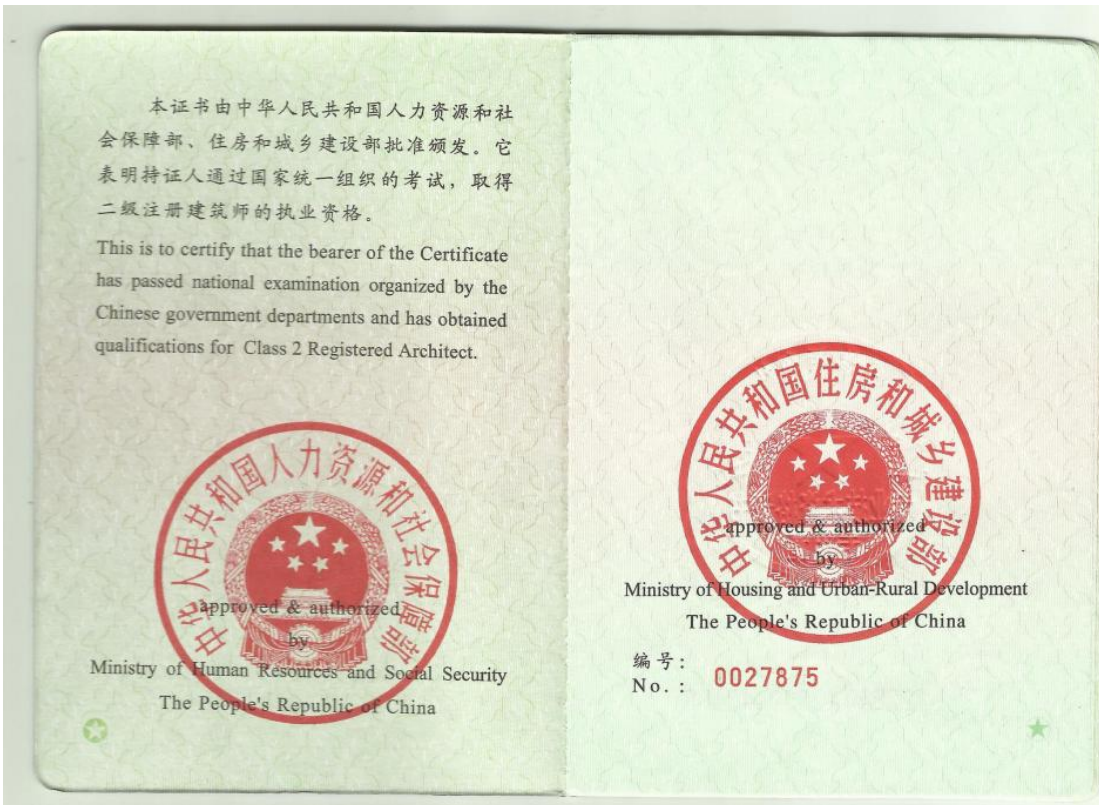 本证书由中华人民共和国人力资源和社
会保障部、住房和城乡建设部批准颁发。它
表明持证人通过国家统一组织的考试，取得
二级注册建筑师的执业资格。
This is to certify that the bearer of the Certificate
has passed national examination organized by the
Chinese government departments and has obtained
qualifications for Class 2 Registered Architect.
中华人民共和国人力资源和社会保障部
approved & authorized
by
Ministry of Human Resources and Social Security
The People's Republic of China
中华人民共和国住房和城乡建设部
approved & authorized
by
Ministry of Housing and Urban-Rural Development
The People's Republic of China
编号：
No.: 0027875